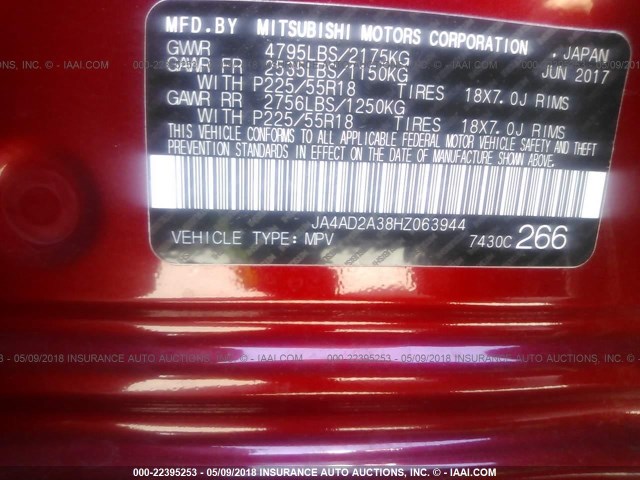 MFD.BY MITSUBISHI MOTORS CORPORATION
. JAPAN
GVWR 4795LBS/2175KG
JUN 2017
GAWR FR 2535LBS/1150KG
WITH P225/55R18 TIRES 18X7.0J RIMS
GAWR RR 2756LBS/1250KG
WITH P225/55R18 TIRES 18X7.0J RIMS
THIS VEHICLE CONFORMS TO ALL APPLICABLE FEDERAL MOTOR VEHICLE SAFETY AND THEFT
PREVENTION STANDARDS IN EFFECT ON THE DATE OF MANUFACTURE SHOWN ABOVE.
JA4AD2A38HZ063944
VEHICLE TYPE:MPV 7430C 266
000-22395253 - 05/09/2018 INSURANCE AUTO AUCTIONS, INC. - © IAAI.COM